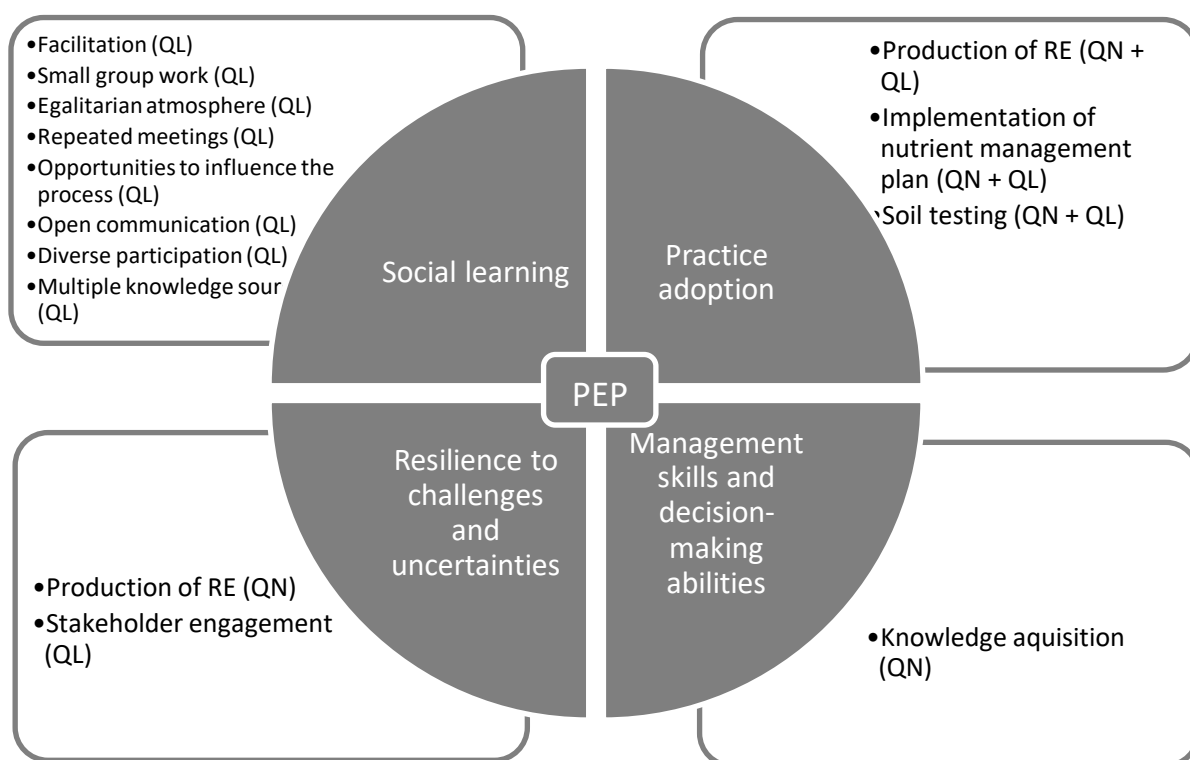 •Facilitation (QL)
•Small group work (QL)
•Egalitarian atmosphere (QL)
•Repeated meetings (QL)
•Opportunities to influence the
process (QL)
•Open communication (QL)
•Diverse participation (QL)
•Multiple knowledge sour
(QL)
•Production of RE (QN +
QL)
•Implementation of
nutrient management
plan (QN + QL)
•Soil testing (QN + QL)
Social learning
Practice
adoption
PEP
Resilience to
challenges
and
uncertainties
Management
skills and
decision-
making
abilities
•Production of RE (QN)
•Stakeholder engagement
(QL)
•Knowledge aquisition
(QN)